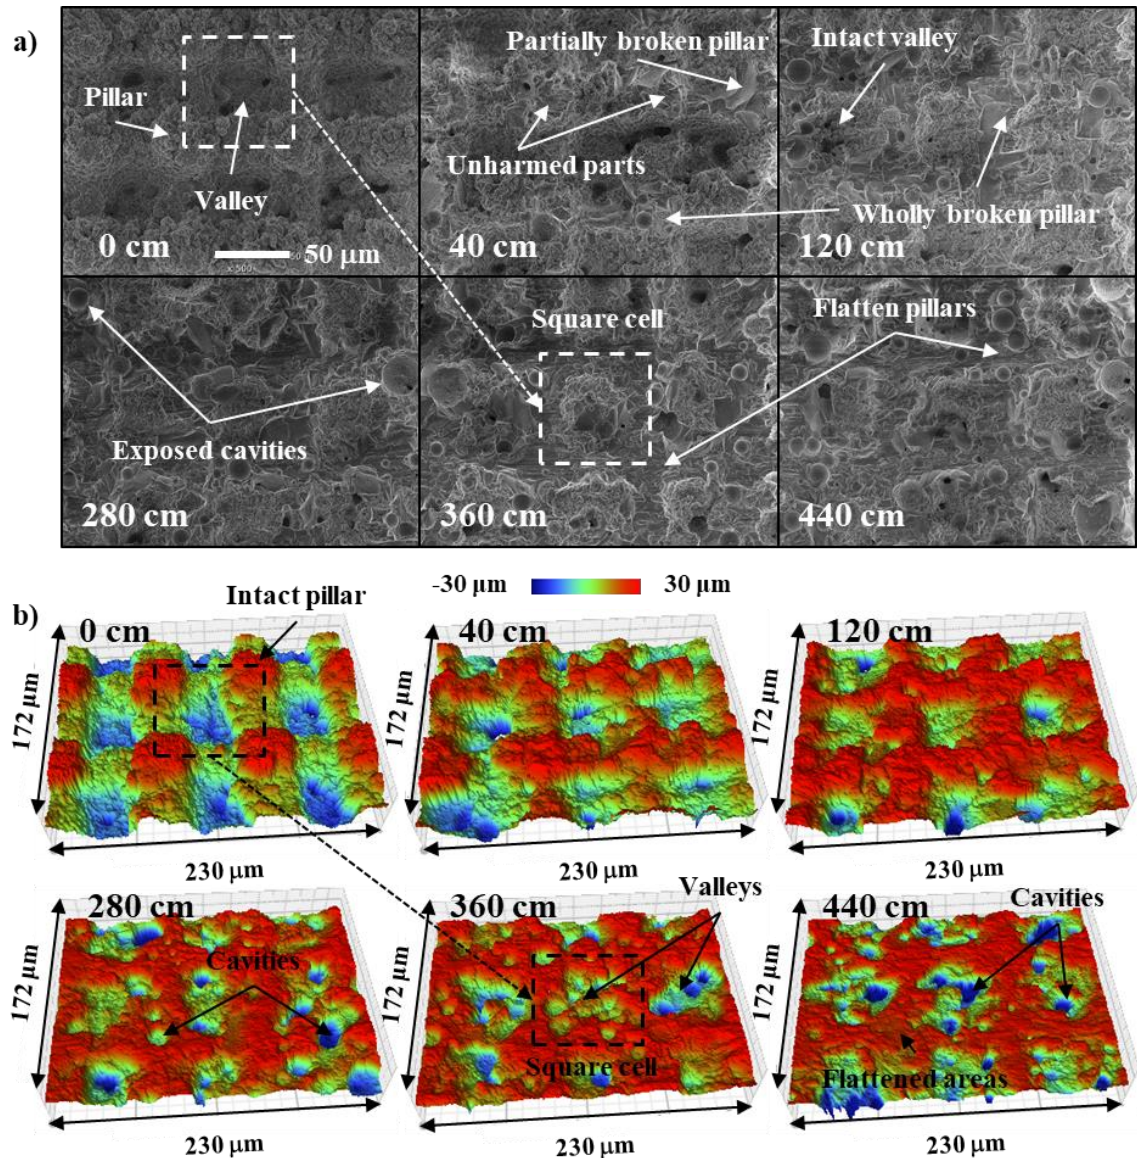 a)
Pillar
Valley
0 cm
50 μm
x 500
50
Partially broken pillar
Unharmed parts
Wholly broken pillar
40 cm
Intact valley
120 cm
Exposed cavities
280 cm
Square cell
360 cm
Flatten pillars
440 cm
b)
Intact pillar
-30 μm
30 μm
0 cm
172 μm
230 μm
40 cm
172 μm
230 μm
120 cm
172 μm
230 μm
280 cm
Cavities
172 μm
230 μm
360 cm
Valleys
Square cell
172 μm
230 μm
440 cm
Cavities
Flattened areas
172 μm
230 μm